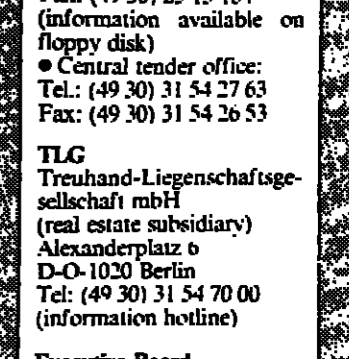 (information available on
floppy disk)
● Central tender office:
Tel.: (49 30) 31 54 27 63
Fax: (49 30) 31 54 26 53
TLG
Treuhand-Liegenschaftsge-
sellschaft mbH
(real estate subsidiary)
Alexanderplatz 6
D-O-1020 Berlin
Tel: (49 30) 31 54 70 00
(information hotline)
Executive Board